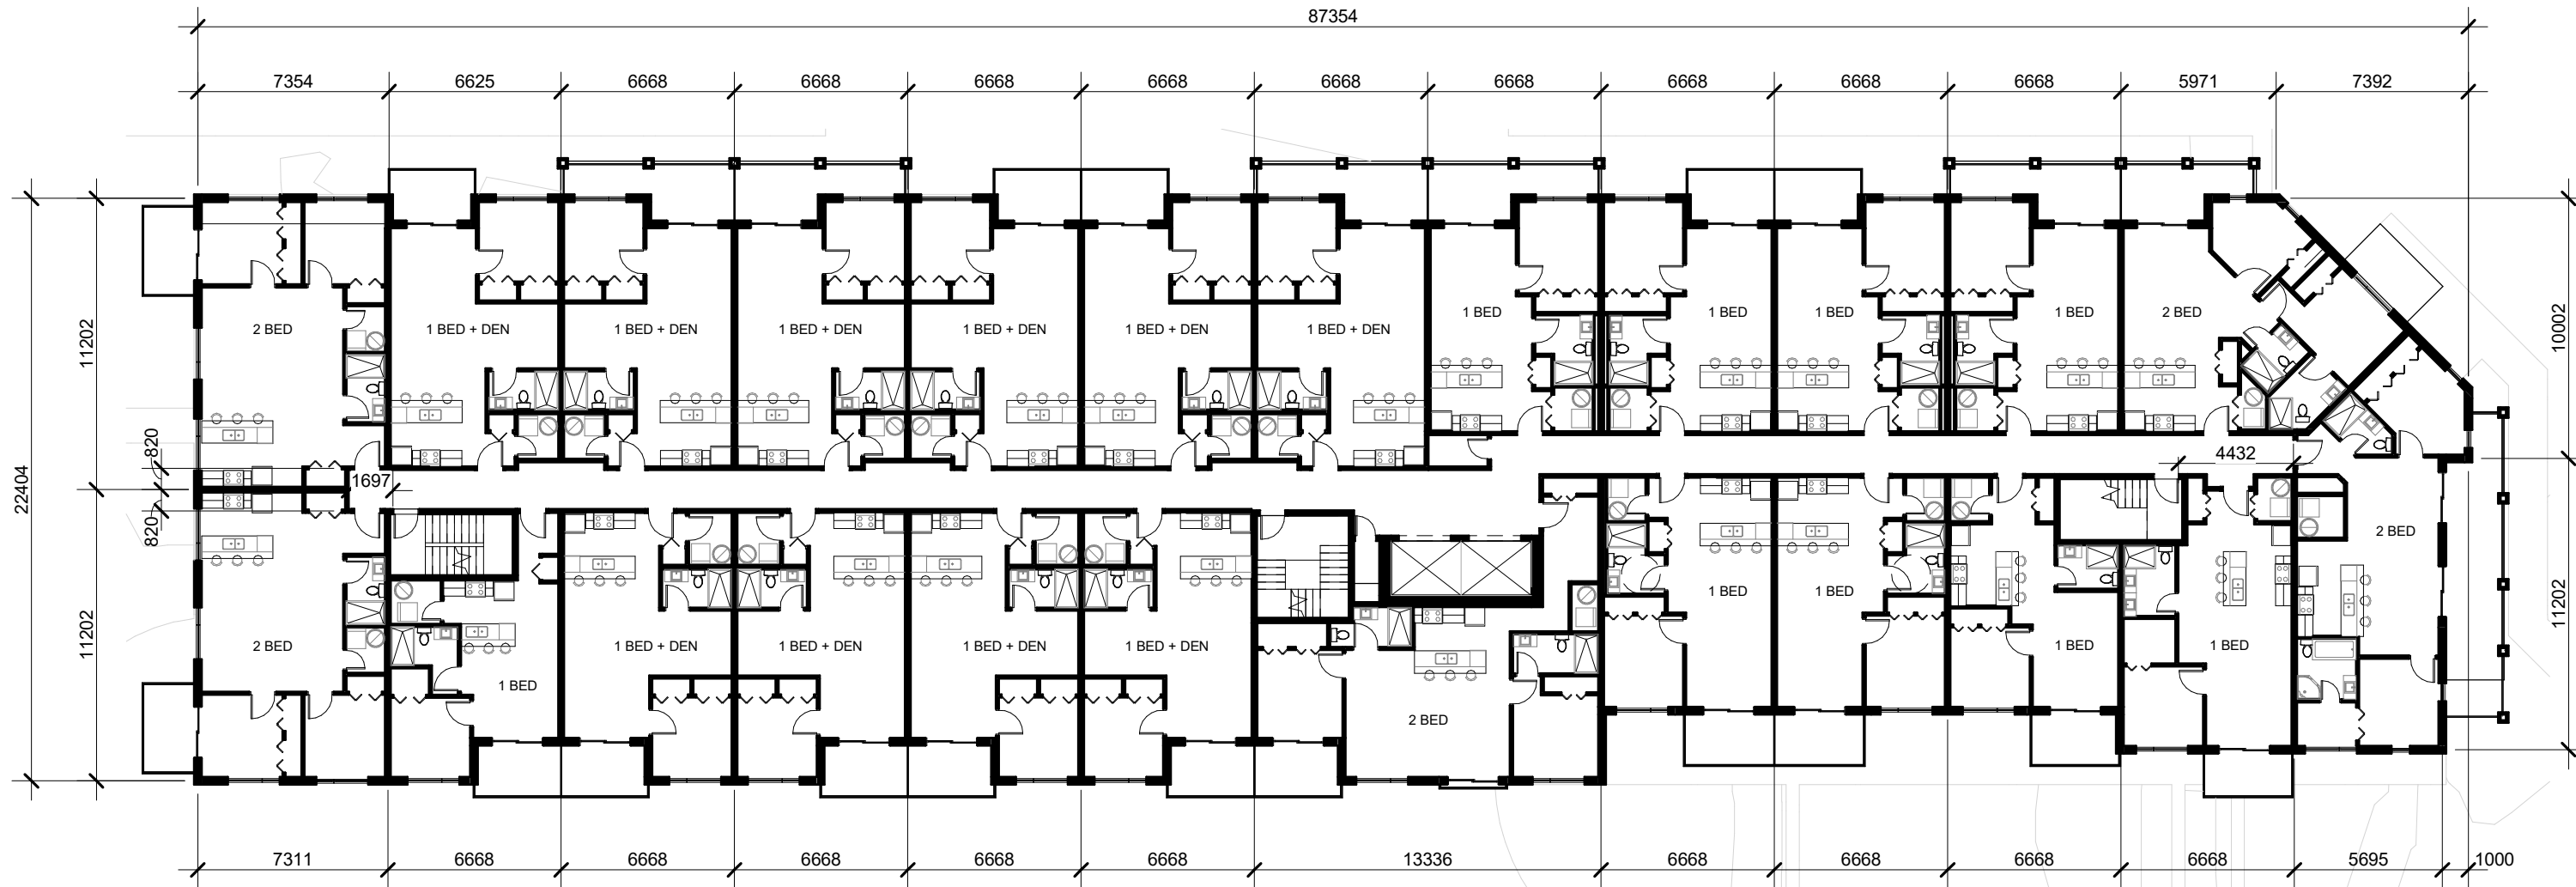 87354
7354 6625 6668 6668 6668 6668 6668 6668 6668 6668 6668 5971 7392
22404
11202
11202
820
820
1697
4432
10002
11202
1 BED 1 BED 1 BED 1 BED 2 BED
2 BED 1 BED + DEN 1 BED + DEN 1 BED + DEN 1 BED + DEN 1 BED + DEN 1 BED + DEN
2 BED
1 BED 1 BED
2 BED 1 BED + DEN 1 BED + DEN 1 BED + DEN 1 BED + DEN 1 BED 1 BED
1 BED
2 BED
7311 6668 6668 6668 6668 6668 13336 6668 6668 6668 6668 5695 1000